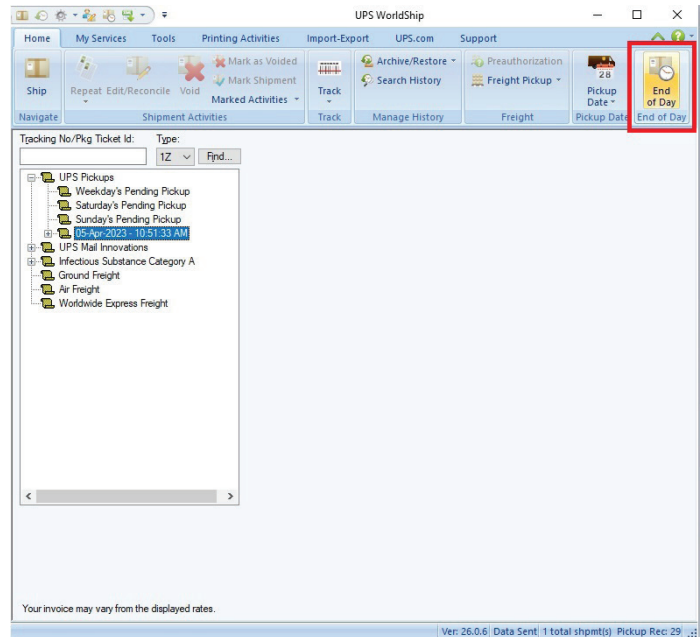 UPS WorldShip
Home My Services Tools Printing Activities Import-Export UPS.com Support
Mark as Voided Archive/Restore Preauthorization
Mark Shipment Search History Freight Pickup 28
Ship Repeat Edit/Reconcile Void Track Pickup End
Marked Activities Date of Day
Navigate Shipment Activities Track Manage History Freight Pickup Date End of Day
Tracking No/Pkg Ticket Id: Type:
1Z Find...
UPS Pickups
Weekday's Pending Pickup
Saturday's Pending Pickup
Sunday's Pending Pickup
05-Apr-2023 - 10:51:33 AM
UPS Mail Innovations
Infectious Substance Category A
Ground Freight
Air Freight
Worldwide Express Freight
Your invoice may vary from the displayed rates.
Ver: 26.0.6 Data Sent 1 total shpmt(s) Pickup Rec: 29